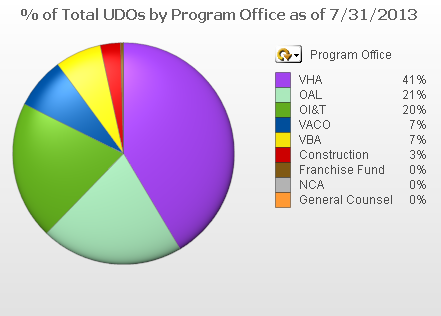 % of Total UDOs by Program Office as of 7/31/2013
Program Office
VHA 41%
OAL 21%
OI&T 20%
VACO 7%
VBA 7%
Construction 3%
Franchise Fund 0%
NCA 0%
General Counsel 0%